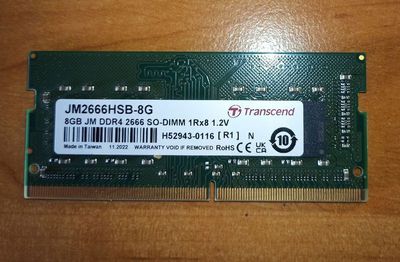 JM2666HSB-8G
Transcend
8GB JM DDR4 2666 SO-DIMM 1Rx8 1.2V
H52943-0116 [ R1 ] N
Made in Taiwan 11.2022 WARRANTY VOID IF REMOVED RoHS CE UK CA
10